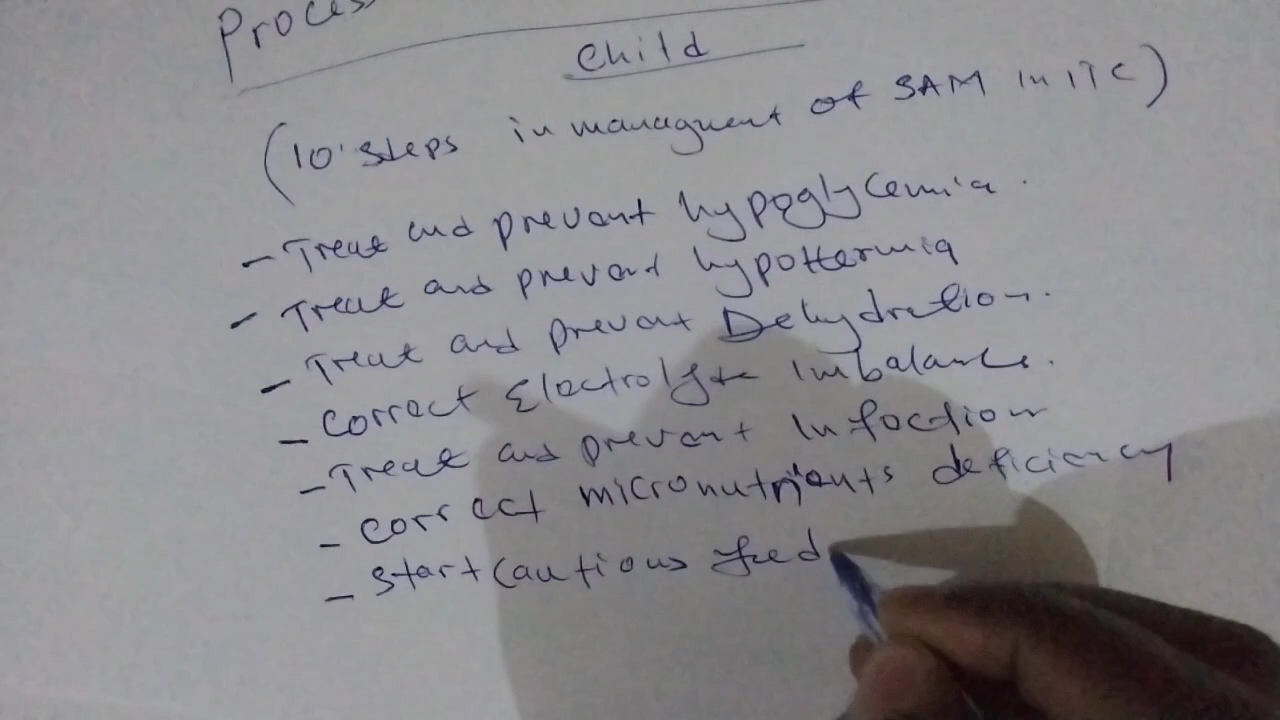 Proces
Child
(10 steps in managment of SAM in ITC)
- Treat and prevent hypoglycemia.
- Treat and prevent hypothermia
- Treat and prevent Dehydration.
- correct Electrolyte imbalance.
- Treat and prevent Infection
- correct micronutrients deficiency
- start cautious feed